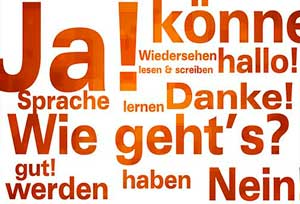 Ja!
könne
Wiedersehen
hallo!
lesen & screiben
Sprache
lernen
Danke!
Wie geht's?
gut!
haben
Nein!
werden